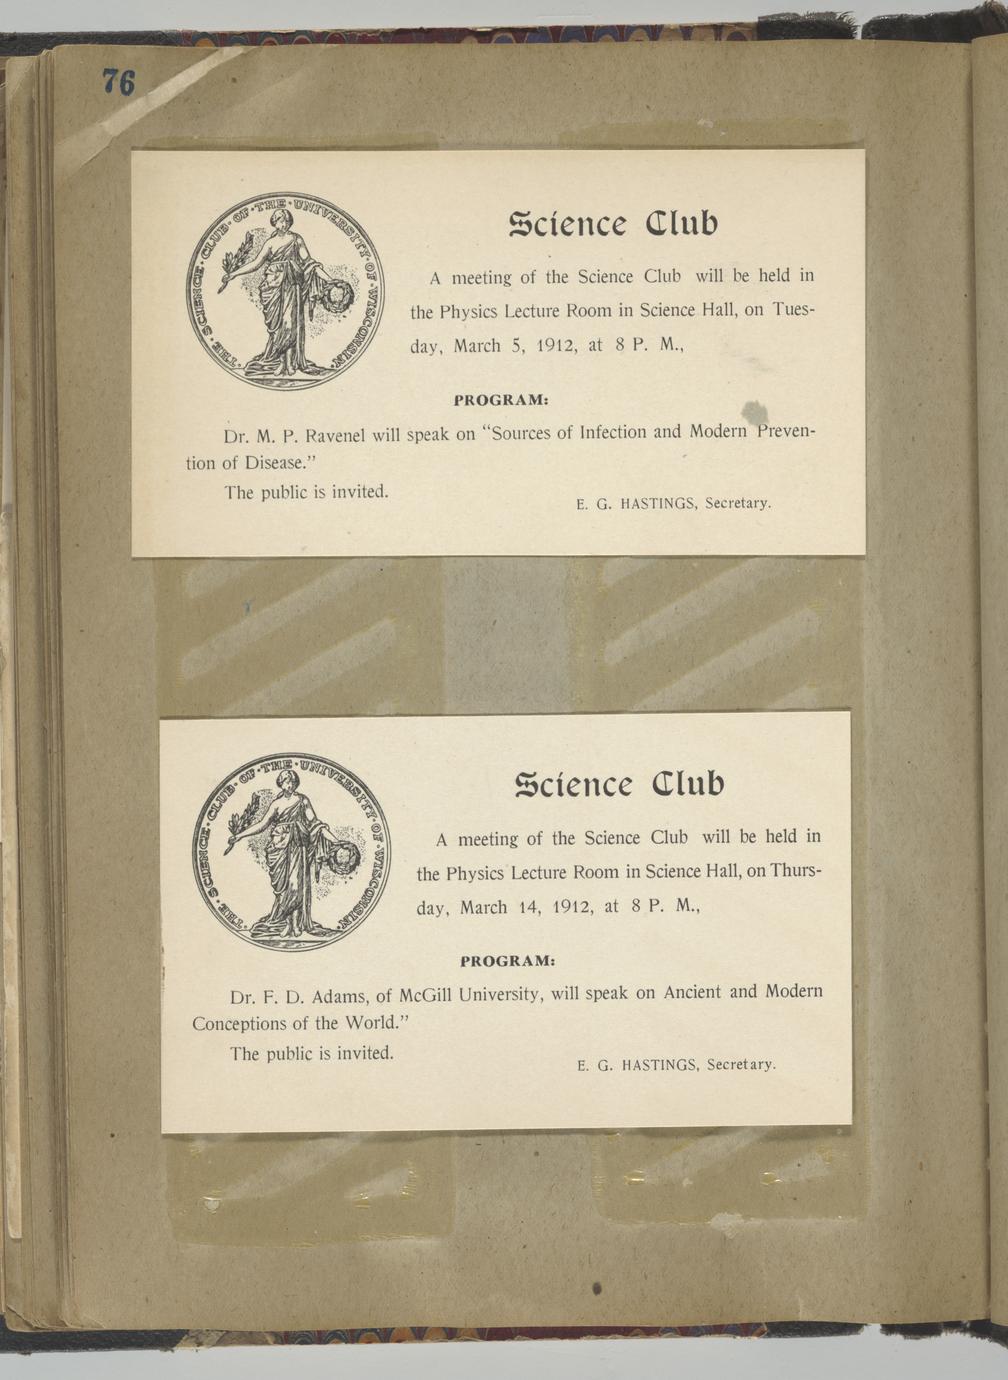 76
THE · SCIENCE · CLUB · OF · THE · UNIVERSITY · OF · WISCONSIN ·
Science Club
A meeting of the Science Club will be held in
the Physics Lecture Room in Science Hall, on Tues-
day, March 5, 1912, at 8 P. M.,
PROGRAM:
Dr. M. P. Ravenel will speak on “Sources of Infection and Modern Preven-
tion of Disease.”
The public is invited.
E. G. HASTINGS, Secretary.
THE · SCIENCE · CLUB · OF · THE · UNIVERSITY · OF · WISCONSIN ·
Science Club
A meeting of the Science Club will be held in
the Physics Lecture Room in Science Hall, on Thurs-
day, March 14, 1912, at 8 P. M.,
PROGRAM:
Dr. F. D. Adams, of McGill University, will speak on Ancient and Modern
Conceptions of the World.”
The public is invited.
E. G. HASTINGS, Secretary.